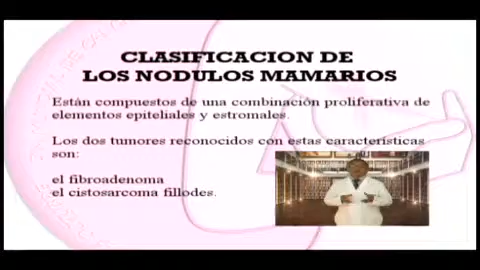 CLASIFICACION DE
LOS NODULOS MAMARIOS
Están compuestos de una combinación proliferativa de
elementos epiteliales y estromales.
Los dos tumores reconocidos con estas características
son:
el fibroadenoma
el cistosarcoma fillodes.